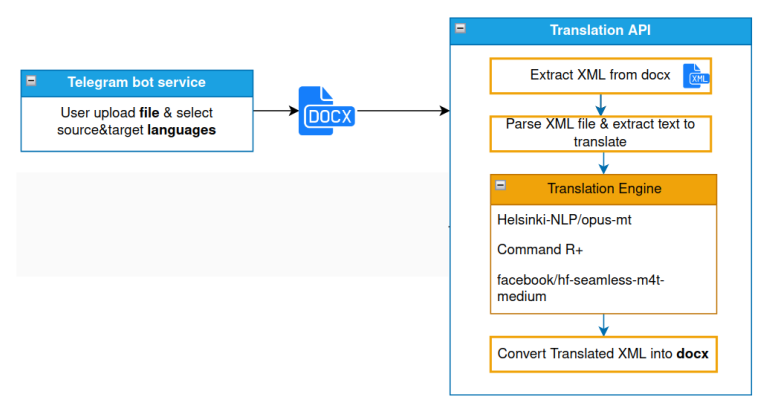 Telegram bot service
User upload file & select
source&target languages
DOCX
Translation API
Extract XML from docx
XML
Parse XML file & extract text to
translate
Translation Engine
Helsinki-NLP/opus-mt
Command R+
facebook/hf-seamless-m4t-
medium
Convert Translated XML into docx